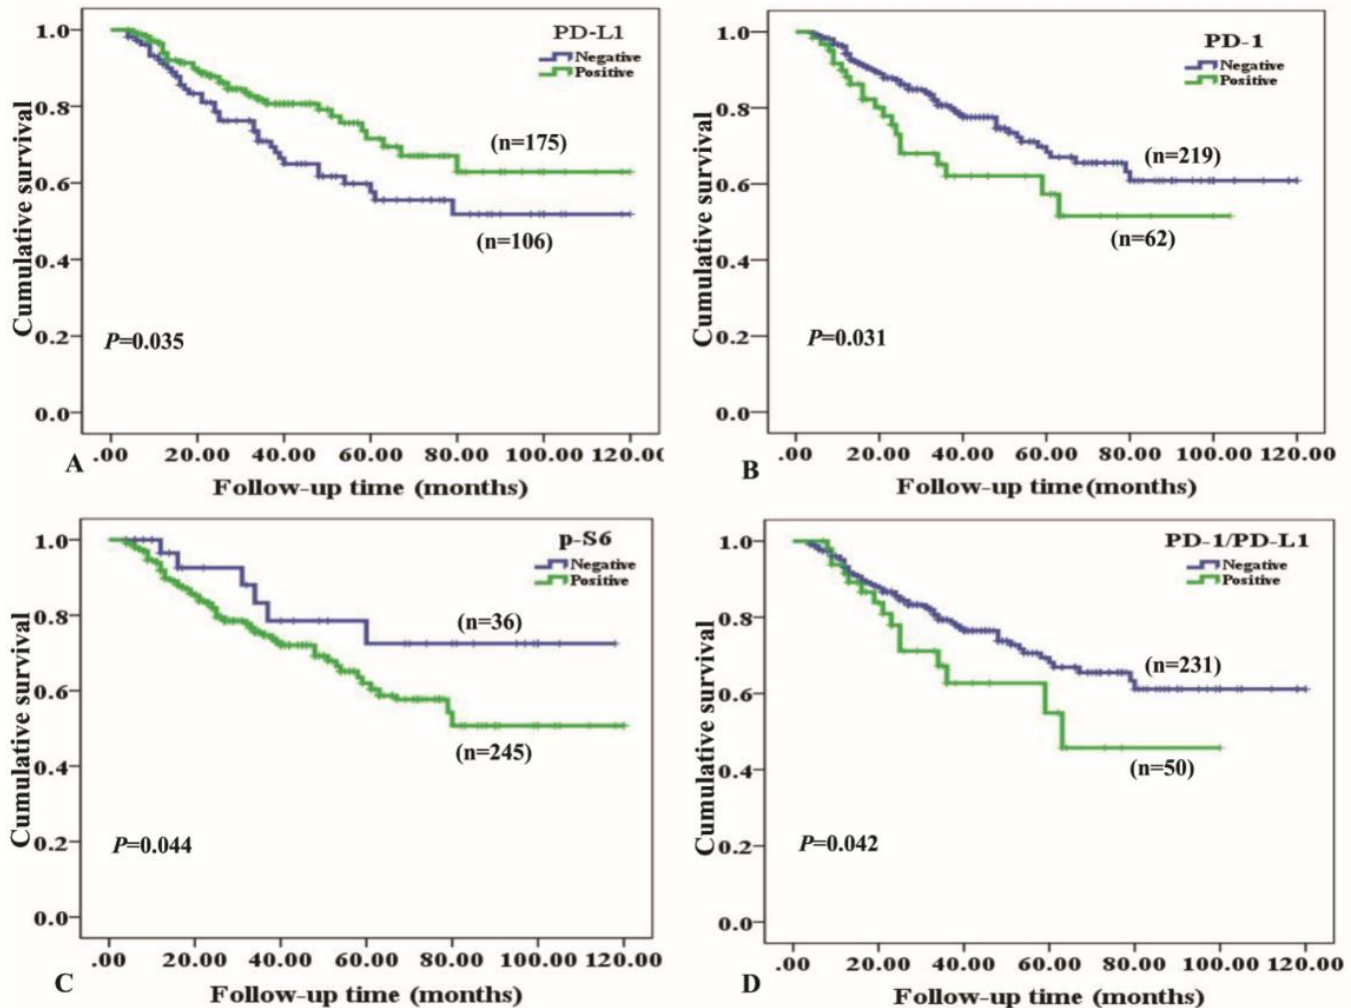 PD-L1
Negative
Positive
1.0
0.8
0.6
0.4
0.2
0.0
Cumulative survival
(n=175)
(n=106)
P=0.035
.00 20.00 40.00 60.00 80.00 100.00 120.00
A
Follow-up time (months)
PD-1
Negative
Positive
1.0
0.8
0.6
0.4
0.2
0.0
Cumulative survival
(n=219)
(n=62)
P=0.031
.00 20.00 40.00 60.00 80.00 100.00 120.00
B
Follow-up time(months)
p-S6
Negative
Positive
1.0
0.8
0.6
0.4
0.2
0.0
Cumulative survival
(n=36)
(n=245)
P=0.044
.00 20.00 40.00 60.00 80.00 100.00 120.00
C
Follow-up time (months)
PD-1/PD-L1
Negative
Positive
1.0
0.8
0.6
0.4
0.2
0.0
Cumulative survival
(n=231)
(n=50)
P=0.042
.00 20.00 40.00 60.00 80.00 100.00 120.00
D
Follow-up time (months)